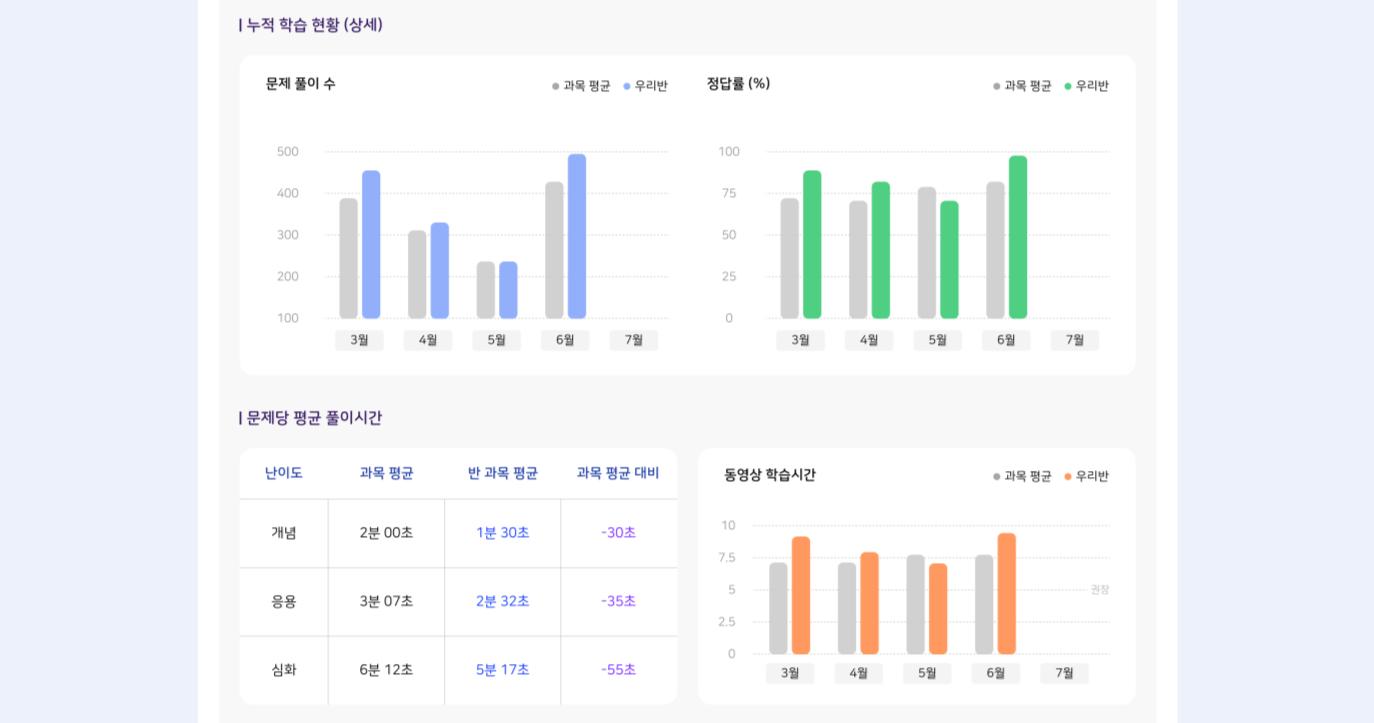 누적 학습 현황 (상세)
문제 풀이 수
과목 평균 우리반
500
400
300
200
100
3월 4월 5월 6월 7월
정답률 (%)
과목 평균 우리반
100
75
50
25
0
3월 4월 5월 6월 7월
문제당 평균 풀이시간
난이도 과목 평균 반 과목 평균 과목 평균 대비
개념 2분 00초 1분 30초 -30초
응용 3분 07초 2분 32초 -35초
심화 6분 12초 5분 17초 -55초
동영상 학습시간
과목 평균 우리반
10
7.5
5 권장
2.5
0
3월 4월 5월 6월 7월